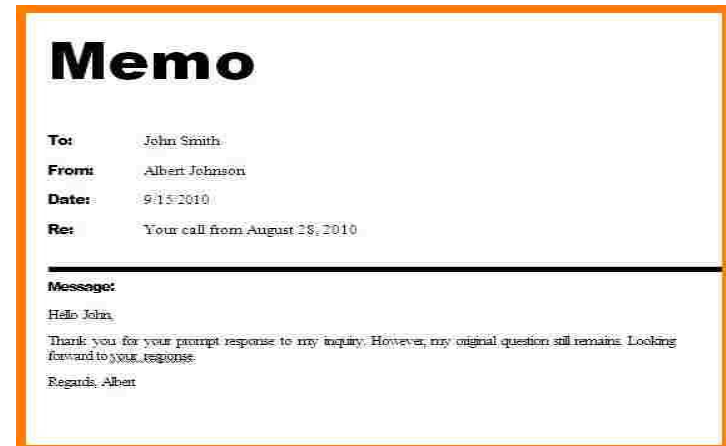 Memo
To: John Smith
From: Albert Johnson
Date: 9/15/2010
Re: Your call from August 28, 2010
Message:
Hello John,
Thank you for your prompt response to my inquiry. However, my original question still remains. Looking
forward to your response.
Regards, Albert